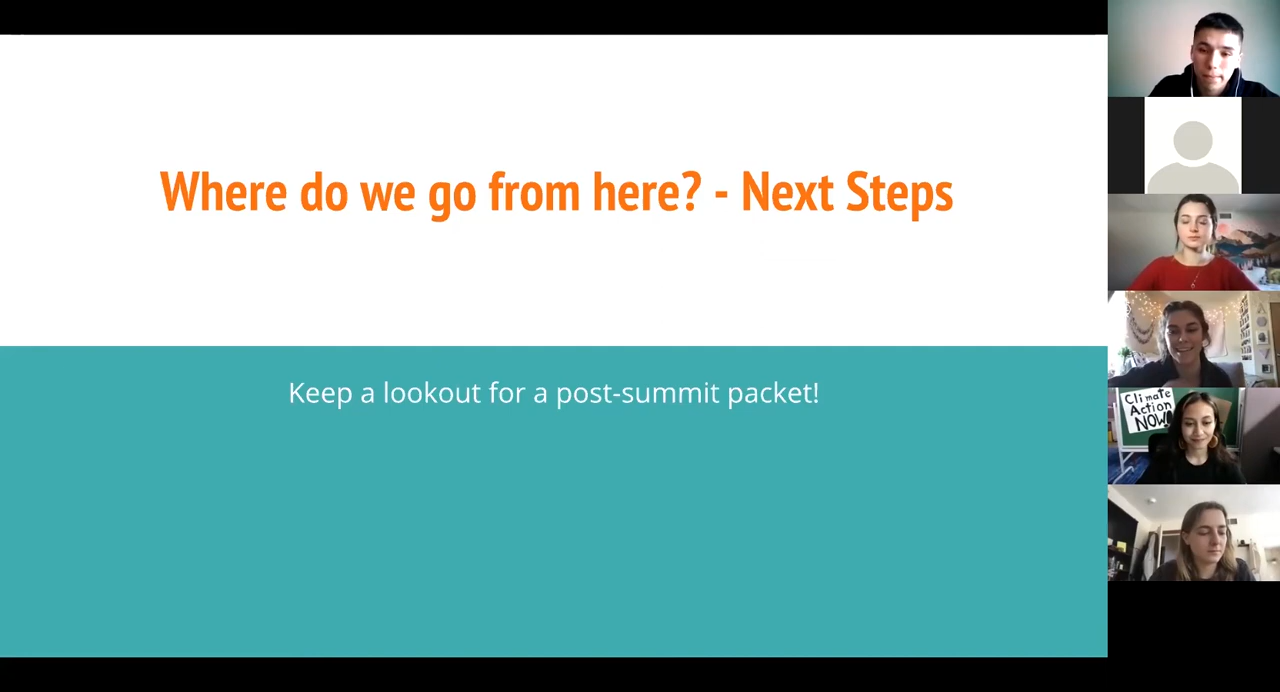 Where do we go from here? - Next Steps
Keep a lookout for a post-summit packet!
Climate
Action
NOW!